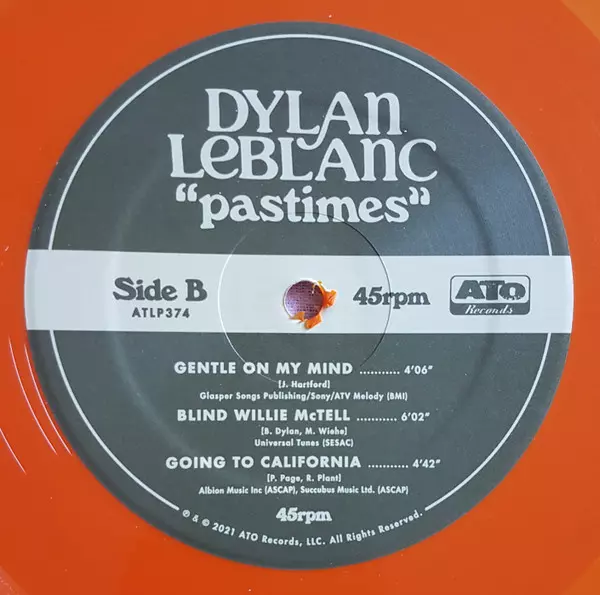 DYLAN
LEBLANC
“pastimes”
Side B
ATLP374
45rpm
ATO
Records
GENTLE ON MY MIND ........... 4’06”
[J. Hartford]
Glasper Songs Publishing/Sony/ATV Melody (BMI)
BLIND WILLIE McTELL ........... 6’02”
[B. Dylan, M. Wiehe]
Universal Tunes (SESAC)
GOING TO CALIFORNIA ........... 4’42”
[P. Page, R. Plant]
Albion Music Inc (ASCAP), Succubus Music Ltd. (ASCAP)
45rpm
℗ & © 2021 ATO Records, LLC. All Rights Reserved.